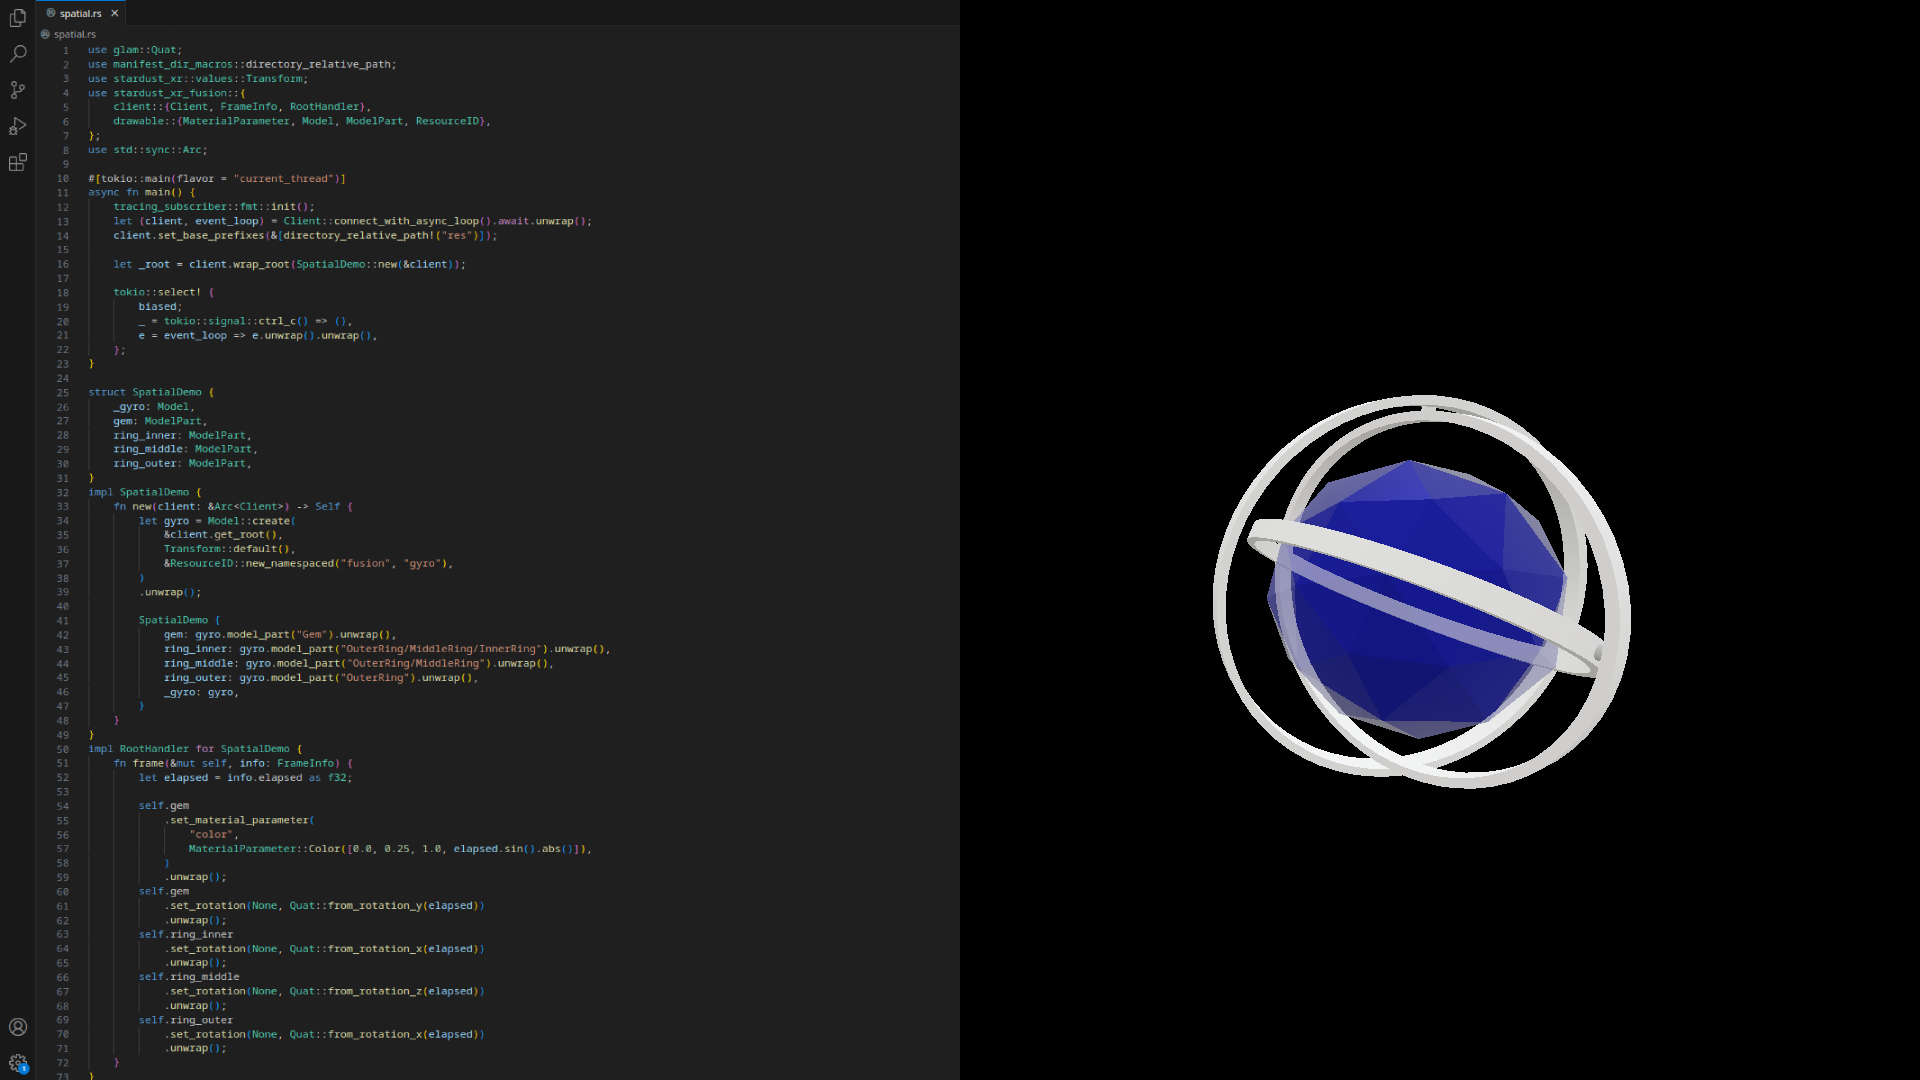 spatial.rs
spatial.rs
1 use glam::Quat;
2 use manifest_dir_macros::directory_relative_path;
3 use stardust_xr::values::Transform;
4 use stardust_xr_fusion::{
5     client::{Client, FrameInfo, RootHandler},
6     drawable::{MaterialParameter, Model, ModelPart, ResourceID},
7 };
8 use std::sync::Arc;
9
10 #[tokio::main(flavor = "current_thread")]
11 async fn main() {
12     tracing_subscriber::fmt::init();
13     let (client, event_loop) = Client::connect_with_async_loop().await.unwrap();
14     client.set_base_prefixes(&[directory_relative_path!("res")]);
15
16     let _root = client.wrap_root(SpatialDemo::new(&client));
17
18     tokio::select! {
19         biased;
20         _ = tokio::signal::ctrl_c() => (),
21         e = event_loop => e.unwrap().unwrap(),
22     };
23 }
24
25 struct SpatialDemo {
26     _gyro: Model,
27     gem: ModelPart,
28     ring_inner: ModelPart,
29     ring_middle: ModelPart,
30     ring_outer: ModelPart,
31 }
32 impl SpatialDemo {
33     fn new(client: &Arc<Client>) -> Self {
34         let gyro = Model::create(
35             &client.get_root(),
36             Transform::default(),
37             &ResourceID::new_namespaced("fusion", "gyro"),
38         )
39         .unwrap();
40
41         SpatialDemo {
42             gem: gyro.model_part("Gem").unwrap(),
43             ring_inner: gyro.model_part("OuterRing/MiddleRing/InnerRing").unwrap(),
44             ring_middle: gyro.model_part("OuterRing/MiddleRing").unwrap(),
45             ring_outer: gyro.model_part("OuterRing").unwrap(),
46             _gyro: gyro,
47         }
48     }
49 }
50 impl RootHandler for SpatialDemo {
51     fn frame(&mut self, info: FrameInfo) {
52         let elapsed = info.elapsed as f32;
53
54         self.gem
55             .set_material_parameter(
56                 "color",
57                 MaterialParameter::Color([0.0, 0.25, 1.0, elapsed.sin().abs()]),
58             )
59             .unwrap();
60         self.gem
61             .set_rotation(None, Quat::from_rotation_y(elapsed))
62             .unwrap();
63         self.ring_inner
64             .set_rotation(None, Quat::from_rotation_x(elapsed))
65             .unwrap();
66         self.ring_middle
67             .set_rotation(None, Quat::from_rotation_z(elapsed))
68             .unwrap();
69         self.ring_outer
70             .set_rotation(None, Quat::from_rotation_x(elapsed))
71             .unwrap();
72     }
73 }
1